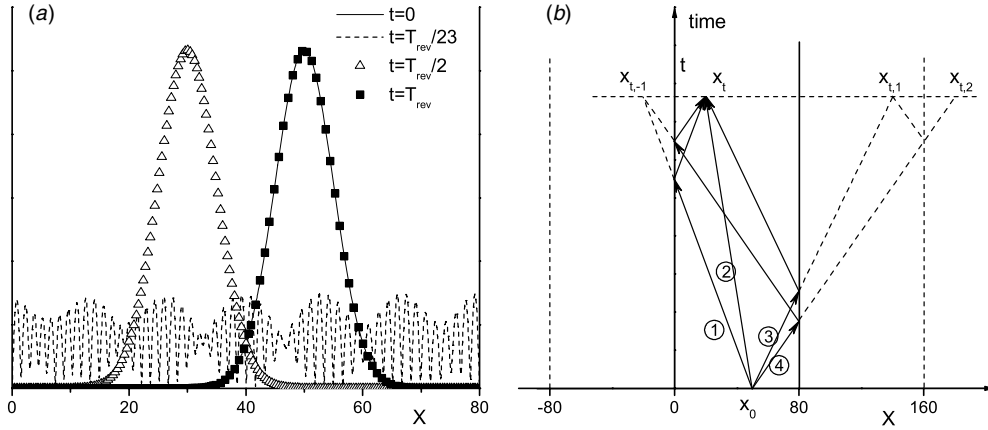 (a)
t=0
t=T_rev/23
t=T_rev/2
t=T_rev
0 20 40 60 80
X
(b)
time
t
x_t,-1 x_t x_t,1 x_t,2
2
1
3
4
-80 0 x_0 80 160
X